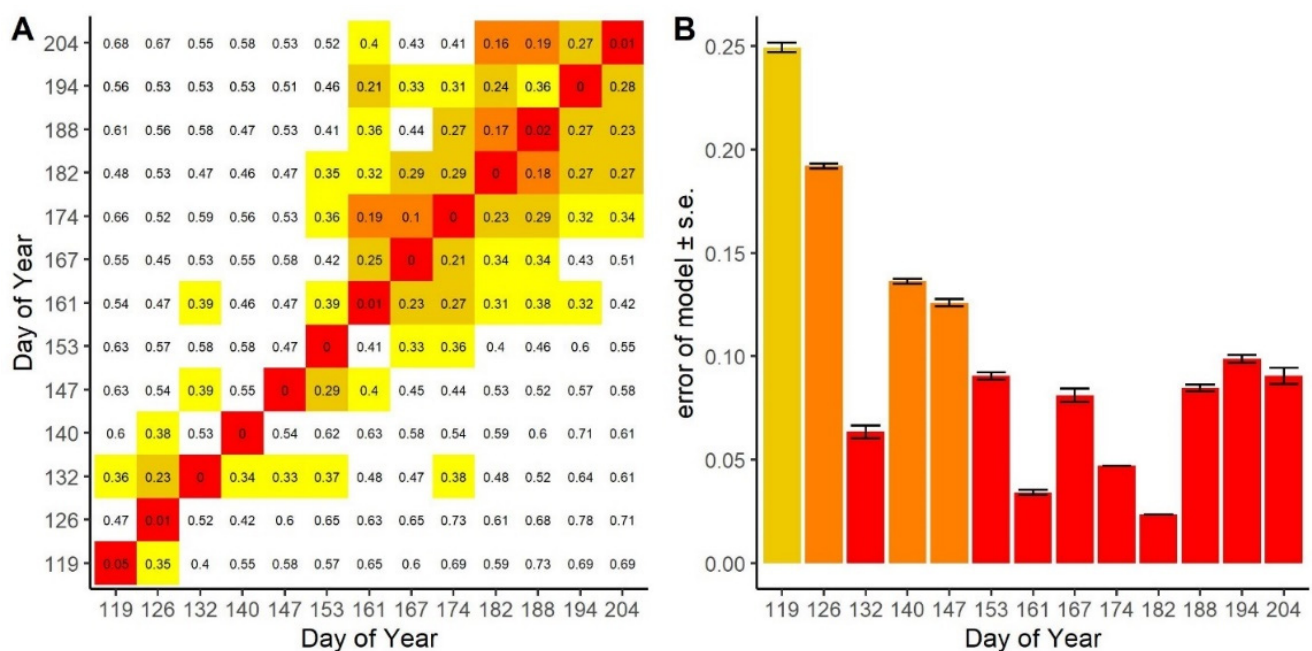 A
204 0.68 0.67 0.55 0.58 0.53 0.52 0.4 0.43 0.41 0.16 0.19 0.27 0.01
194 0.56 0.53 0.53 0.53 0.51 0.46 0.21 0.33 0.31 0.24 0.36 0 0.28
188 0.61 0.56 0.58 0.47 0.53 0.41 0.36 0.44 0.27 0.17 0.02 0.27 0.23
182 0.48 0.53 0.47 0.46 0.47 0.35 0.32 0.29 0.29 0 0.18 0.27 0.27
174 0.66 0.52 0.59 0.56 0.53 0.36 0.19 0.1 0 0.23 0.29 0.32 0.34
167 0.55 0.45 0.53 0.55 0.58 0.42 0.25 0 0.21 0.34 0.34 0.43 0.51
161 0.54 0.47 0.39 0.46 0.47 0.39 0.01 0.23 0.27 0.31 0.38 0.32 0.42
153 0.63 0.57 0.58 0.58 0.47 0 0.41 0.33 0.36 0.4 0.46 0.6 0.55
147 0.63 0.54 0.39 0.55 0 0.29 0.4 0.45 0.44 0.53 0.52 0.57 0.58
140 0.6 0.38 0.53 0 0.54 0.62 0.63 0.58 0.54 0.59 0.6 0.71 0.61
132 0.36 0.23 0 0.34 0.33 0.37 0.48 0.47 0.38 0.48 0.52 0.64 0.61
126 0.47 0.01 0.52 0.42 0.6 0.65 0.63 0.65 0.73 0.61 0.68 0.78 0.71
119 0.05 0.35 0.4 0.55 0.58 0.57 0.65 0.6 0.69 0.59 0.73 0.69 0.69
119 126 132 140 147 153 161 167 174 182 188 194 204
Day of Year
Day of Year
B
0.25
0.20
0.15
0.10
0.05
0.00
error of model ± s.e.
119 126 132 140 147 153 161 167 174 182 188 194 204
Day of Year